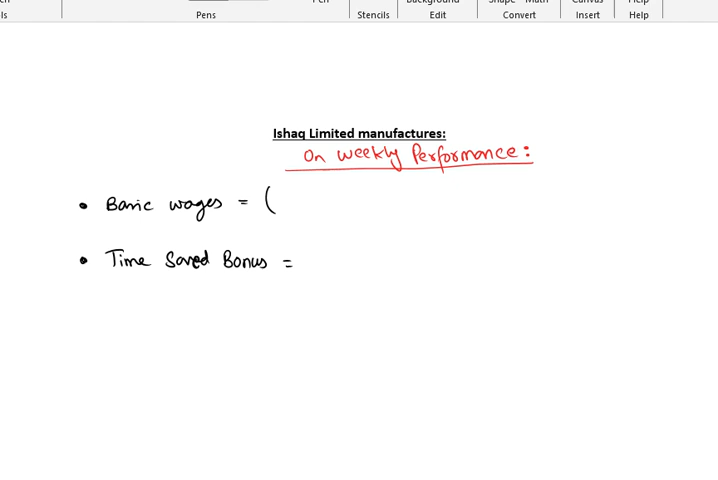 Pens
Stencils
Edit
Convert
Insert
Help
Ishaq Limited manufactures:
On Weekly Performance:
• Basic wages = (
• Time Saved Bonus =